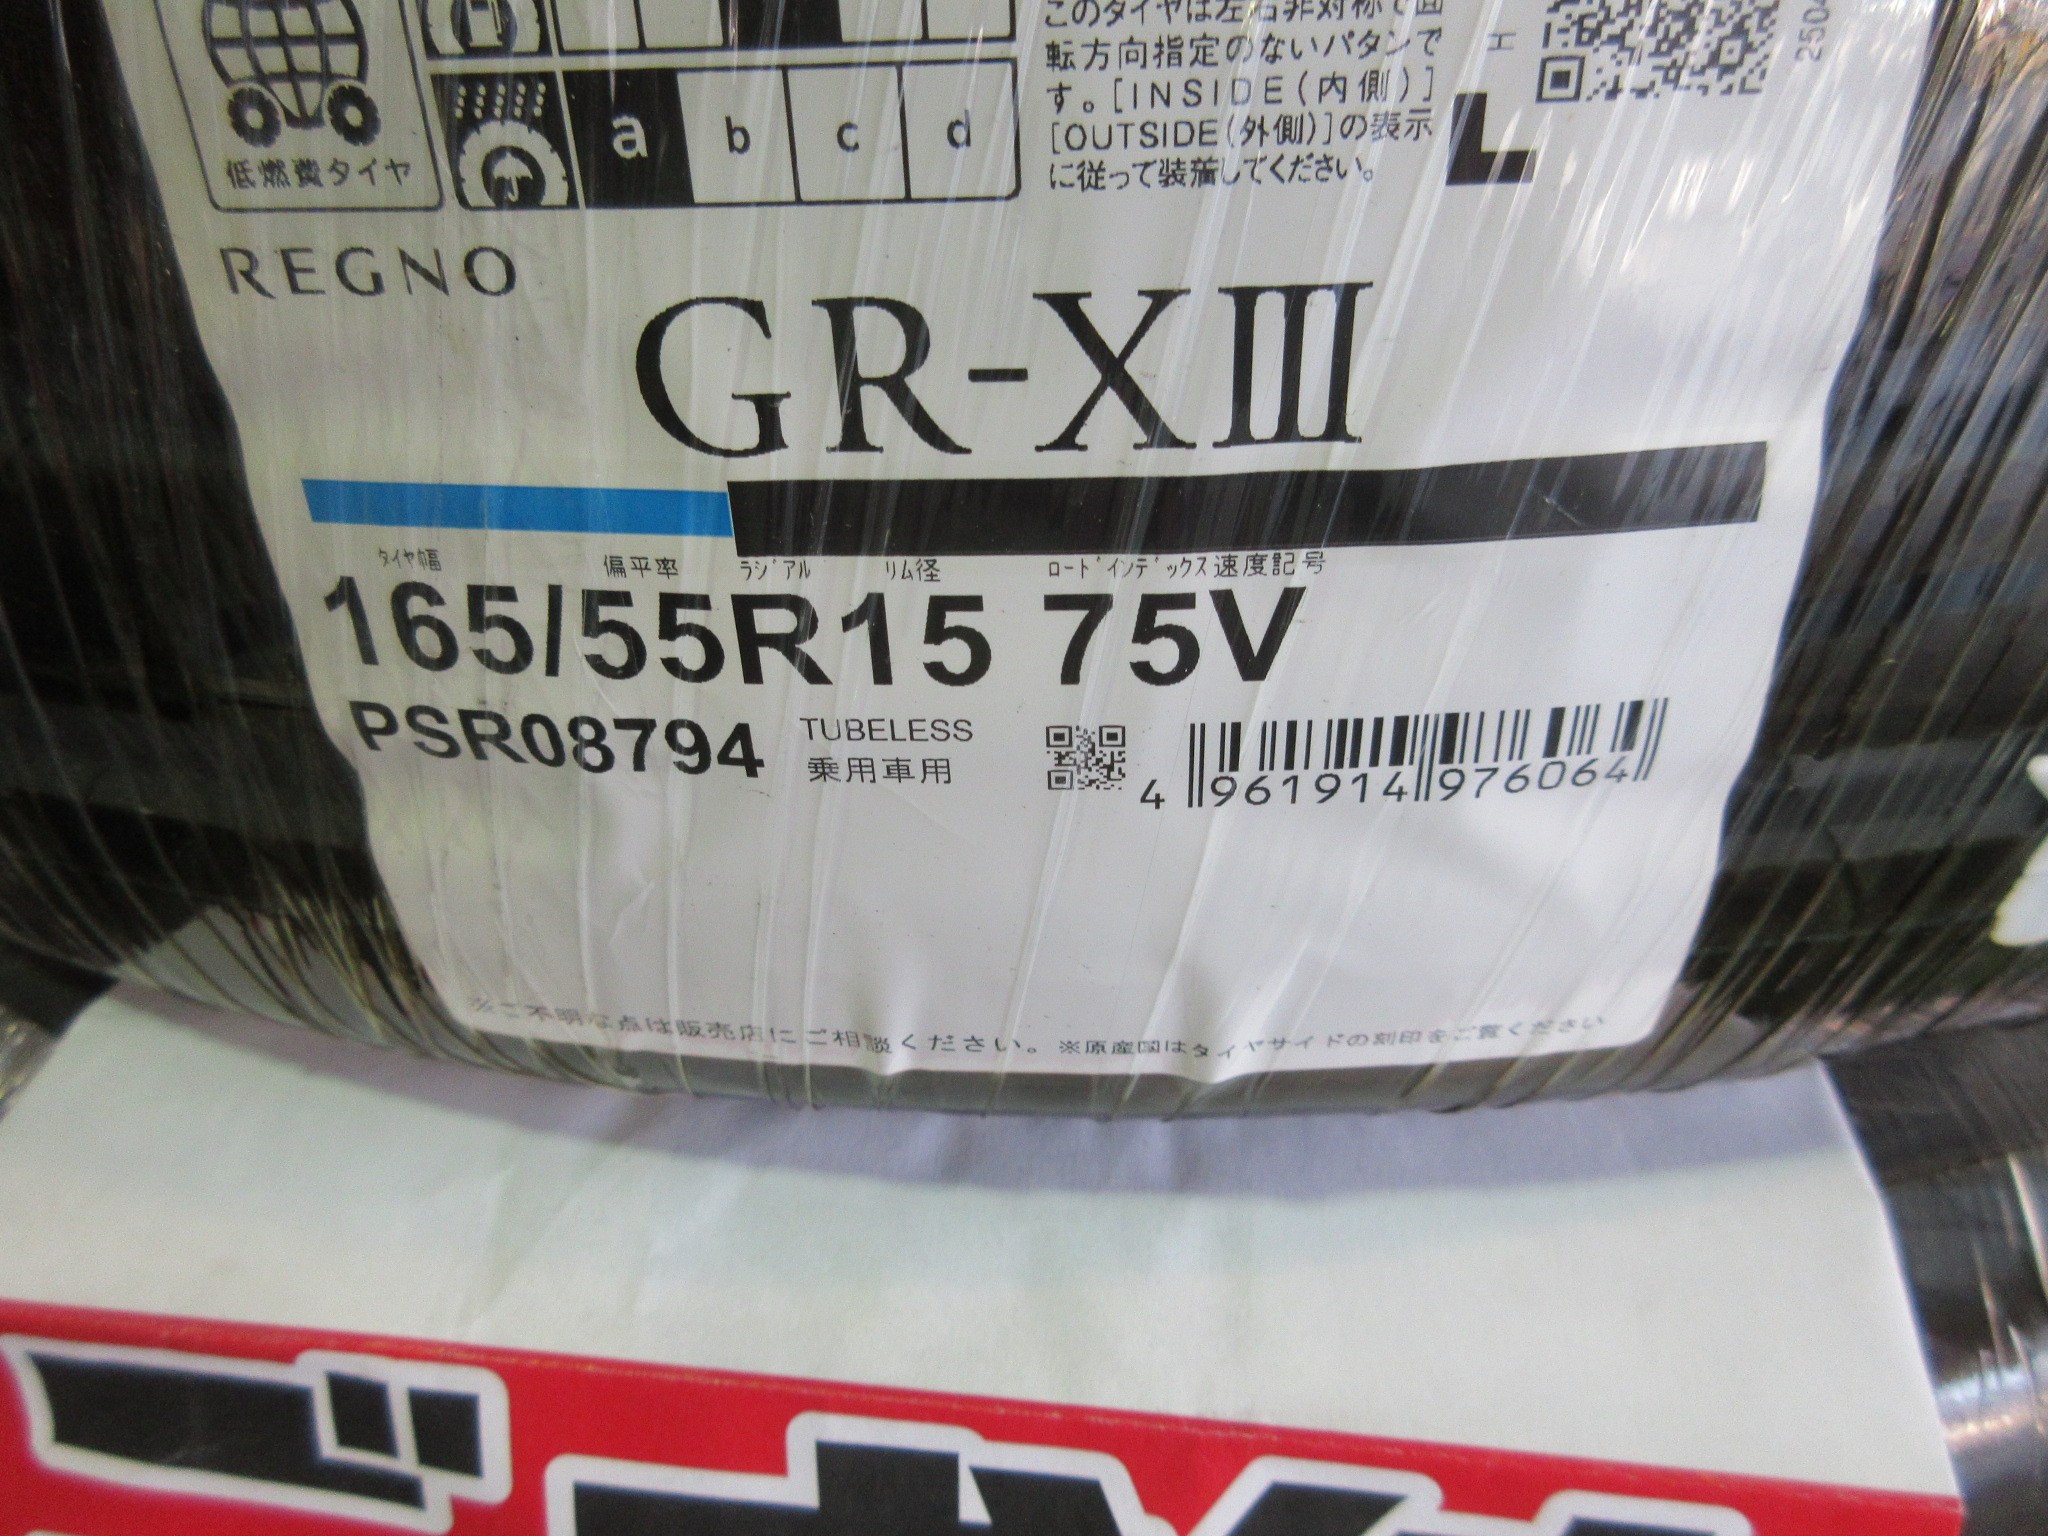 このタイヤは左右非対称で回
転方向指定のないパタンで
す。[INSIDE(内側)]
[OUTSIDE(外側)]の表示
に従って装着してください。
エ
L
低燃費タイヤ
a b c d
REGNO
GR-XIII
タイヤ幅 偏平率 ラジアル リム径 ロードインデックス 速度記号
165/55R15 75V
PSR08794
TUBELESS
乗用車用
4 961914 976064
※ご不明な点は販売店にご相談ください。※原産国はタイヤサイドの刻印をご覧ください